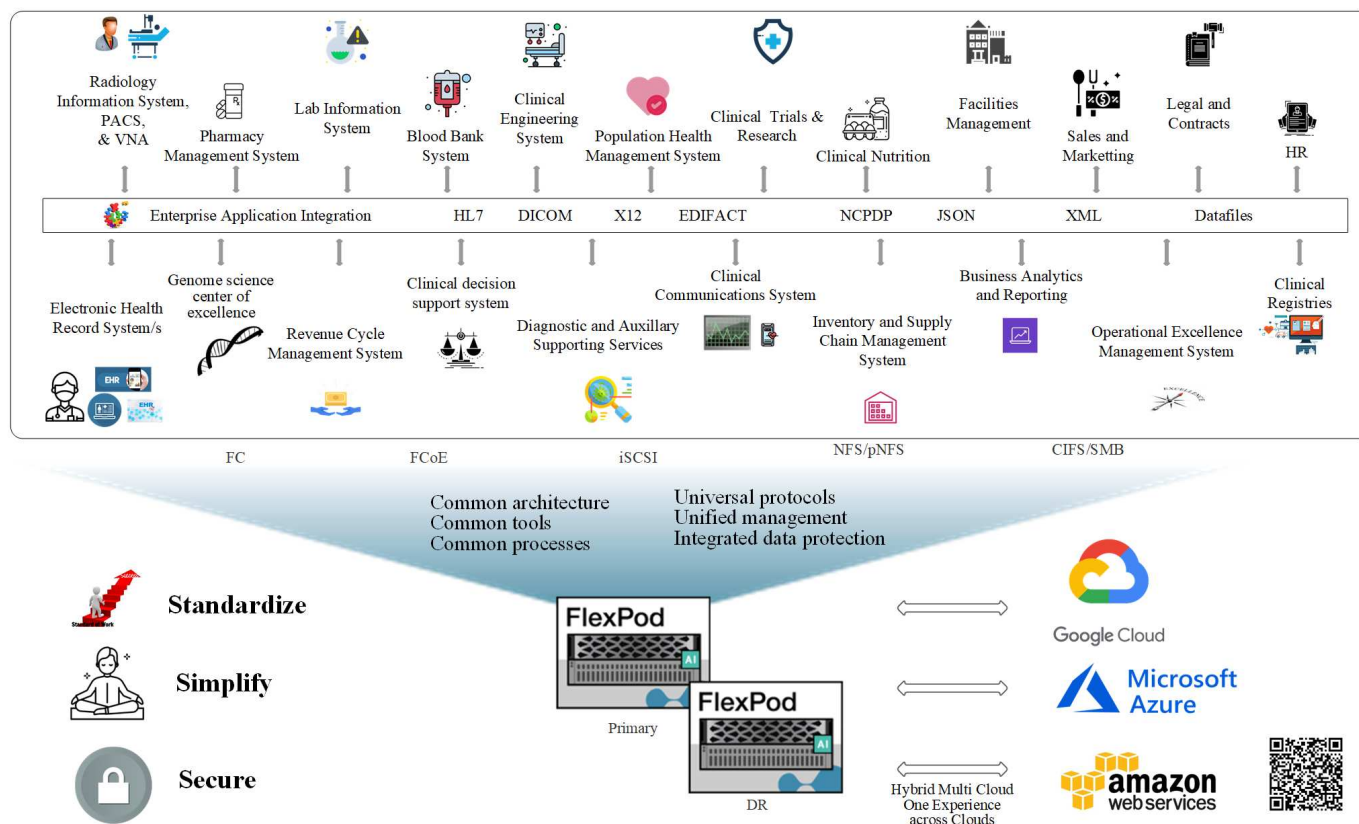 Radiology
Information System,
PACS,
& VNA
Pharmacy
Management System
Lab Information
System
Blood Bank
System
Clinical
Engineering
System
Population Health
Management System
Clinical Trials &
Research
Clinical Nutrition
Facilities
Management
Sales and
Marketting
Legal and
Contracts
HR
Enterprise Application Integration HL7 DICOM X12 EDIFACT NCPDP JSON XML Datafiles
Electronic Health
Record System/s
EHR
EHR
Genome science
center of
excellence
Revenue Cycle
Management System
Clinical decision
support system
Diagnostic and Auxillary
Supporting Services
Clinical
Communications System
Inventory and Supply
Chain Management
System
Business Analytics
and Reporting
Operational Excellence
Management System
EXCELLENCE
Clinical
Registries
FC FCoE iSCSI NFS/pNFS CIFS/SMB
Common architecture
Common tools
Common processes
Universal protocols
Unified management
Integrated data protection
Standardize
Simplify
Secure
FlexPod
AI
Primary
FlexPod
AI
DR
Google Cloud
Microsoft
Azure
amazon
webservices
Hybrid Multi Cloud
One Experience
across Clouds